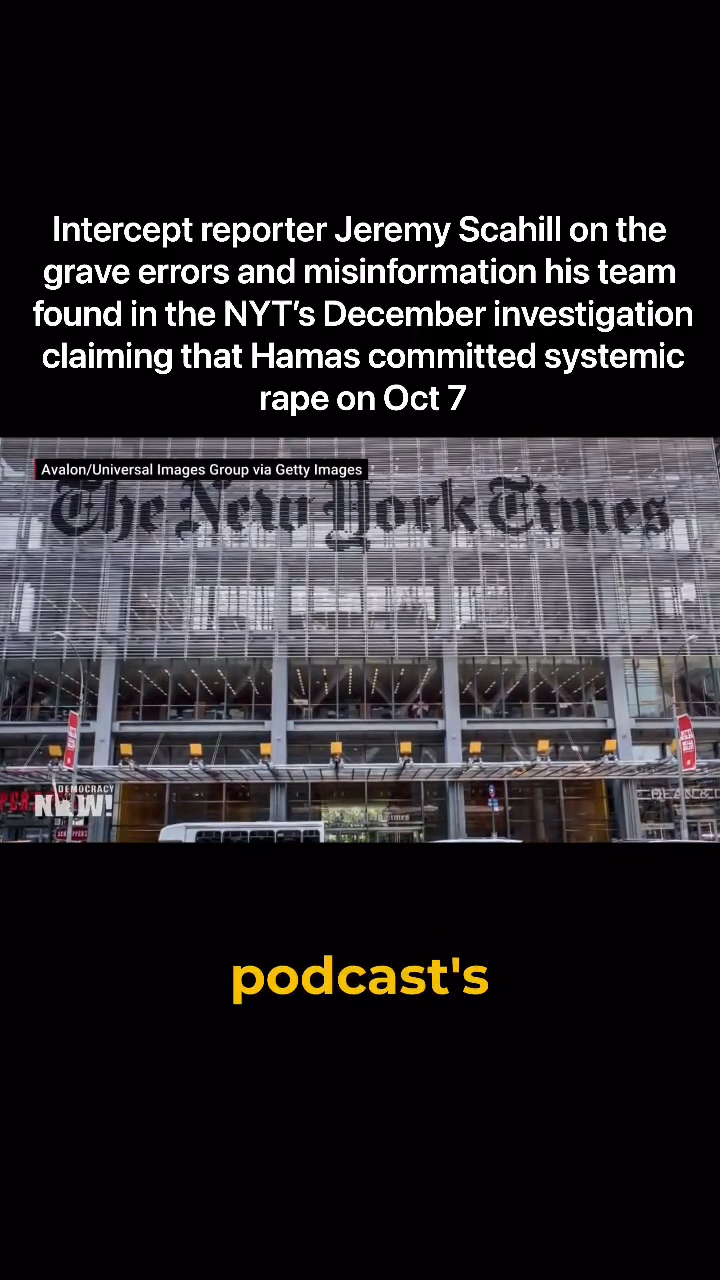 Intercept reporter Jeremy Scahill on the
grave errors and misinformation his team
found in the NYT’s December investigation
claiming that Hamas committed systemic
rape on Oct 7
Avalon/Universal Images Group via Getty Images
The New York Times
DEMOCRACY
NOW!
podcast's